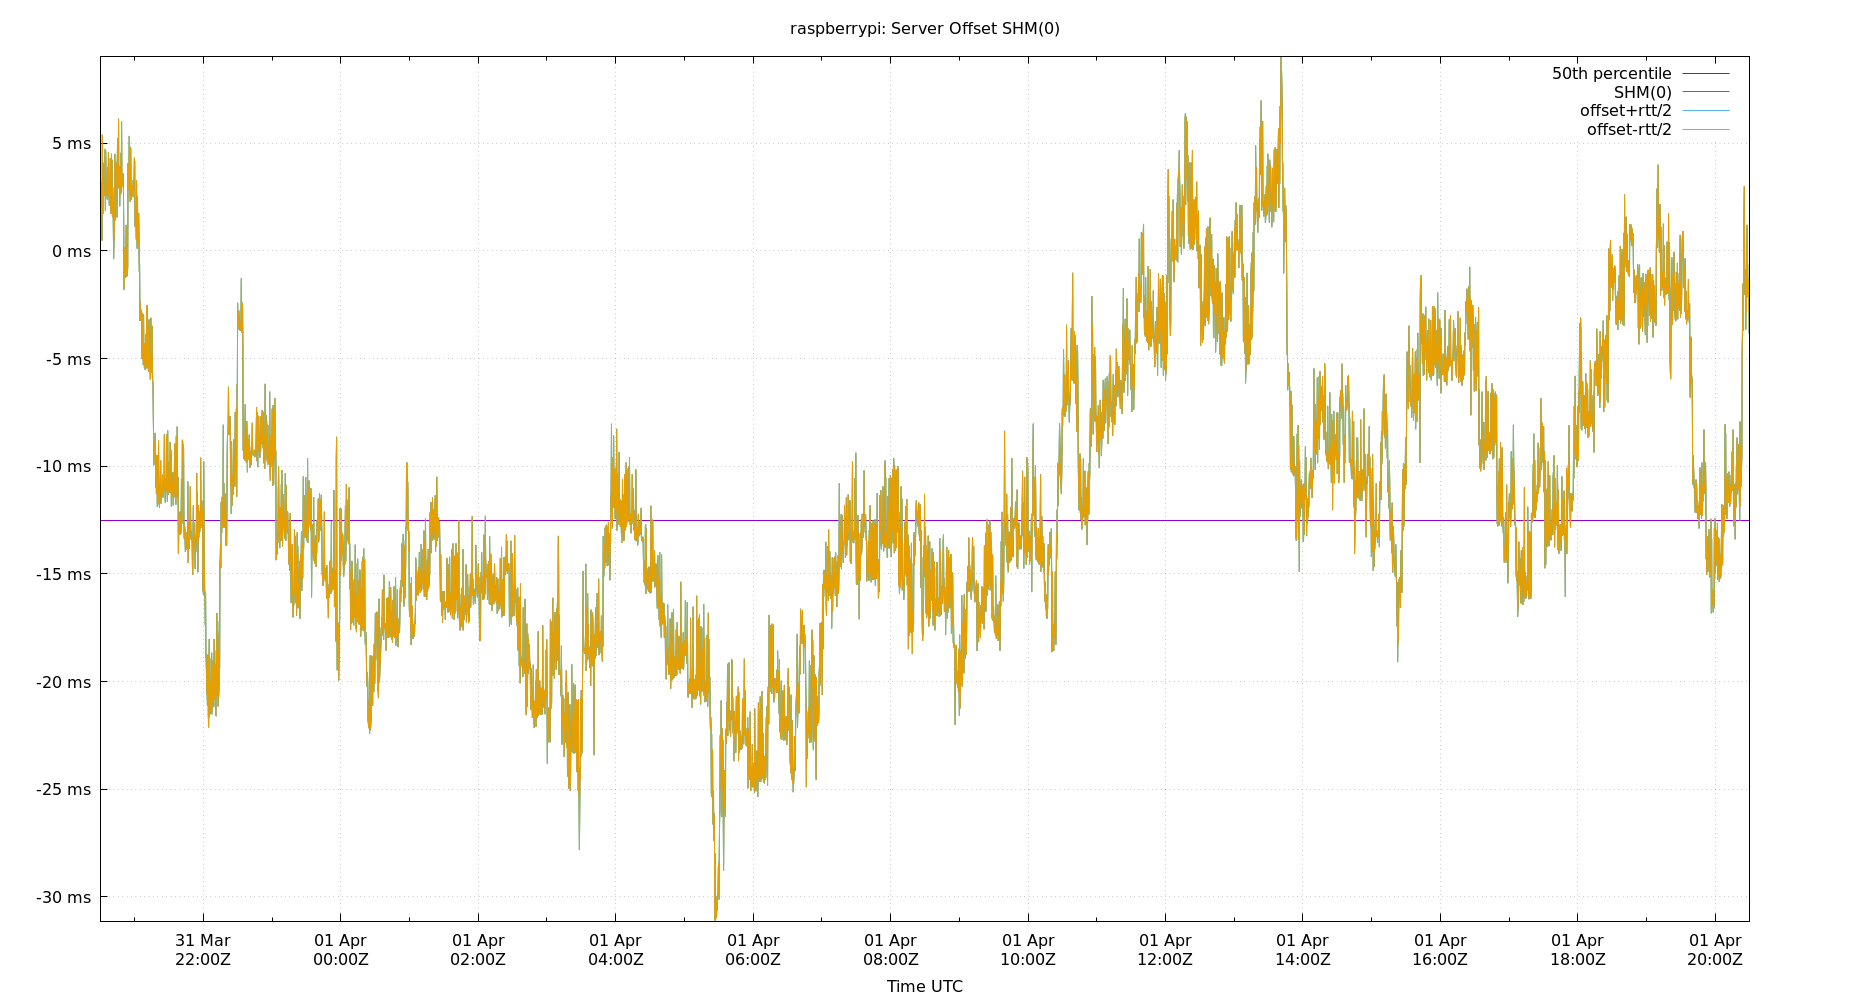 raspberrypi: Server Offset SHM(0)
50th percentile
SHM(0)
offset+rtt/2
offset-rtt/2
5 ms
0 ms
-5 ms
-10 ms
-15 ms
-20 ms
-25 ms
-30 ms
31 Mar 01 Apr 01 Apr 01 Apr 01 Apr 01 Apr 01 Apr 01 Apr 01 Apr 01 Apr 01 Apr 01 Apr
22:00Z 00:00Z 02:00Z 04:00Z 06:00Z 08:00Z 10:00Z 12:00Z 14:00Z 16:00Z 18:00Z 20:00Z
Time UTC